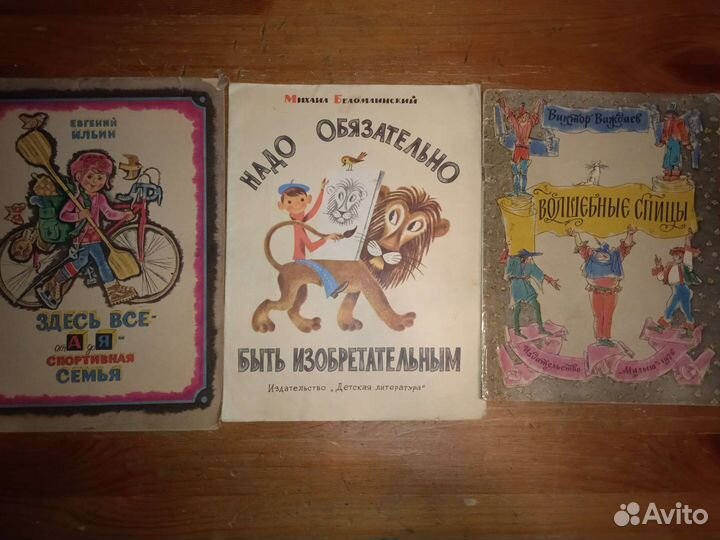 ЕВГЕНИЙ
ИЛЬИН
ЗДЕСЬ ВСЕ-
от А до Я-
СПОРТИВНАЯ
СЕМЬЯ
Михаил Беломлинский
НАДО ОБЯЗАТЕЛЬНО
БЫТЬ ИЗОБРЕТАТЕЛЬНЫМ
Издательство „Детская литература"
Виктор Важдаев
ВОЛШЕБНЫЕ СПИЦЫ
Издательство „Малыш"
Avito